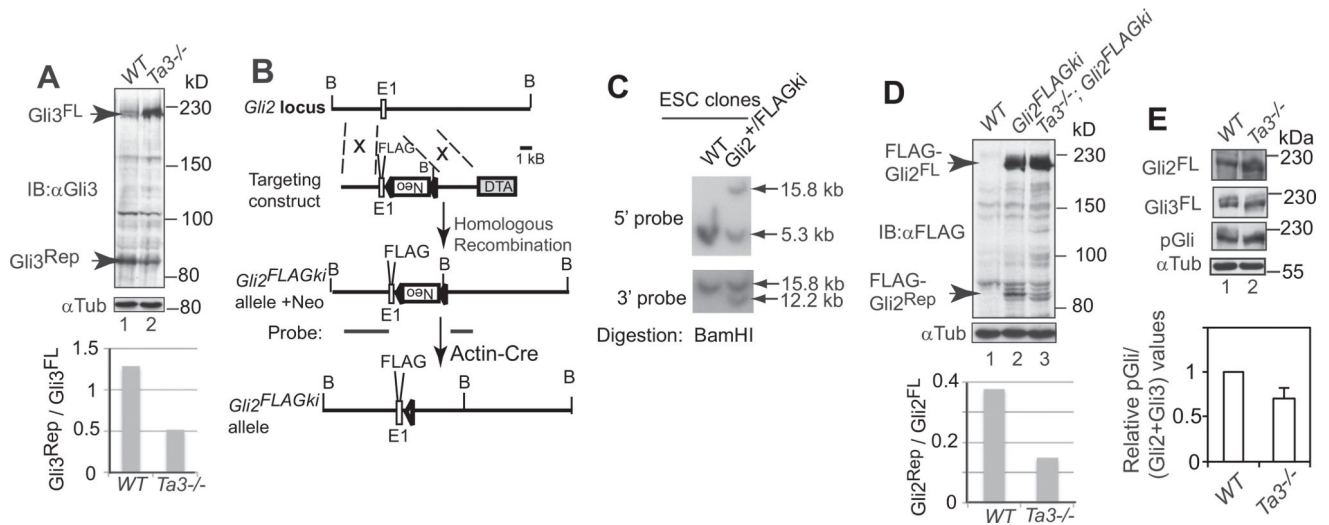 A
WT Ta3-/-
kD
Gli3FL
230
150
IB:αGli3
100
Gli3Rep
80
αTub
80
1 2
1.5
1
0.5
0
Gli3Rep / Gli3FL
WT Ta3-/-
B
B E1 B
Gli2 locus
X FLAG X
1 kB
B
Targeting construct
Neo
DTA
E1
Homologous
Recombination
FLAG
B B B
Gli2FLAGki
allele +Neo
Neo
E1
Probe:
Actin-Cre
FLAG
B B B
Gli2FLAGki
allele
E1
C
ESC clones
WT Gli2+/FLAGki
15.8 kb
5' probe
5.3 kb
15.8 kb
3' probe
12.2 kb
Digestion: BamHI
D
WT Gli2FLAGki Ta3-/-; Gli2FLAGki
kD
FLAG-
Gli2FL
230
150
IB:αFLAG
100
FLAG-
Gli2Rep
80
αTub
1 2 3
0.4
0.2
0.2
0
Gli2Rep / Gli2FL
WT Ta3-/-
E
WT Ta3-/-
kDa
Gli2FL
230
Gli3FL
230
pGli
230
αTub
55
1 2
1
0.5
0
Relative pGli/
(Gli2+Gli3) values
WT Ta3-/-